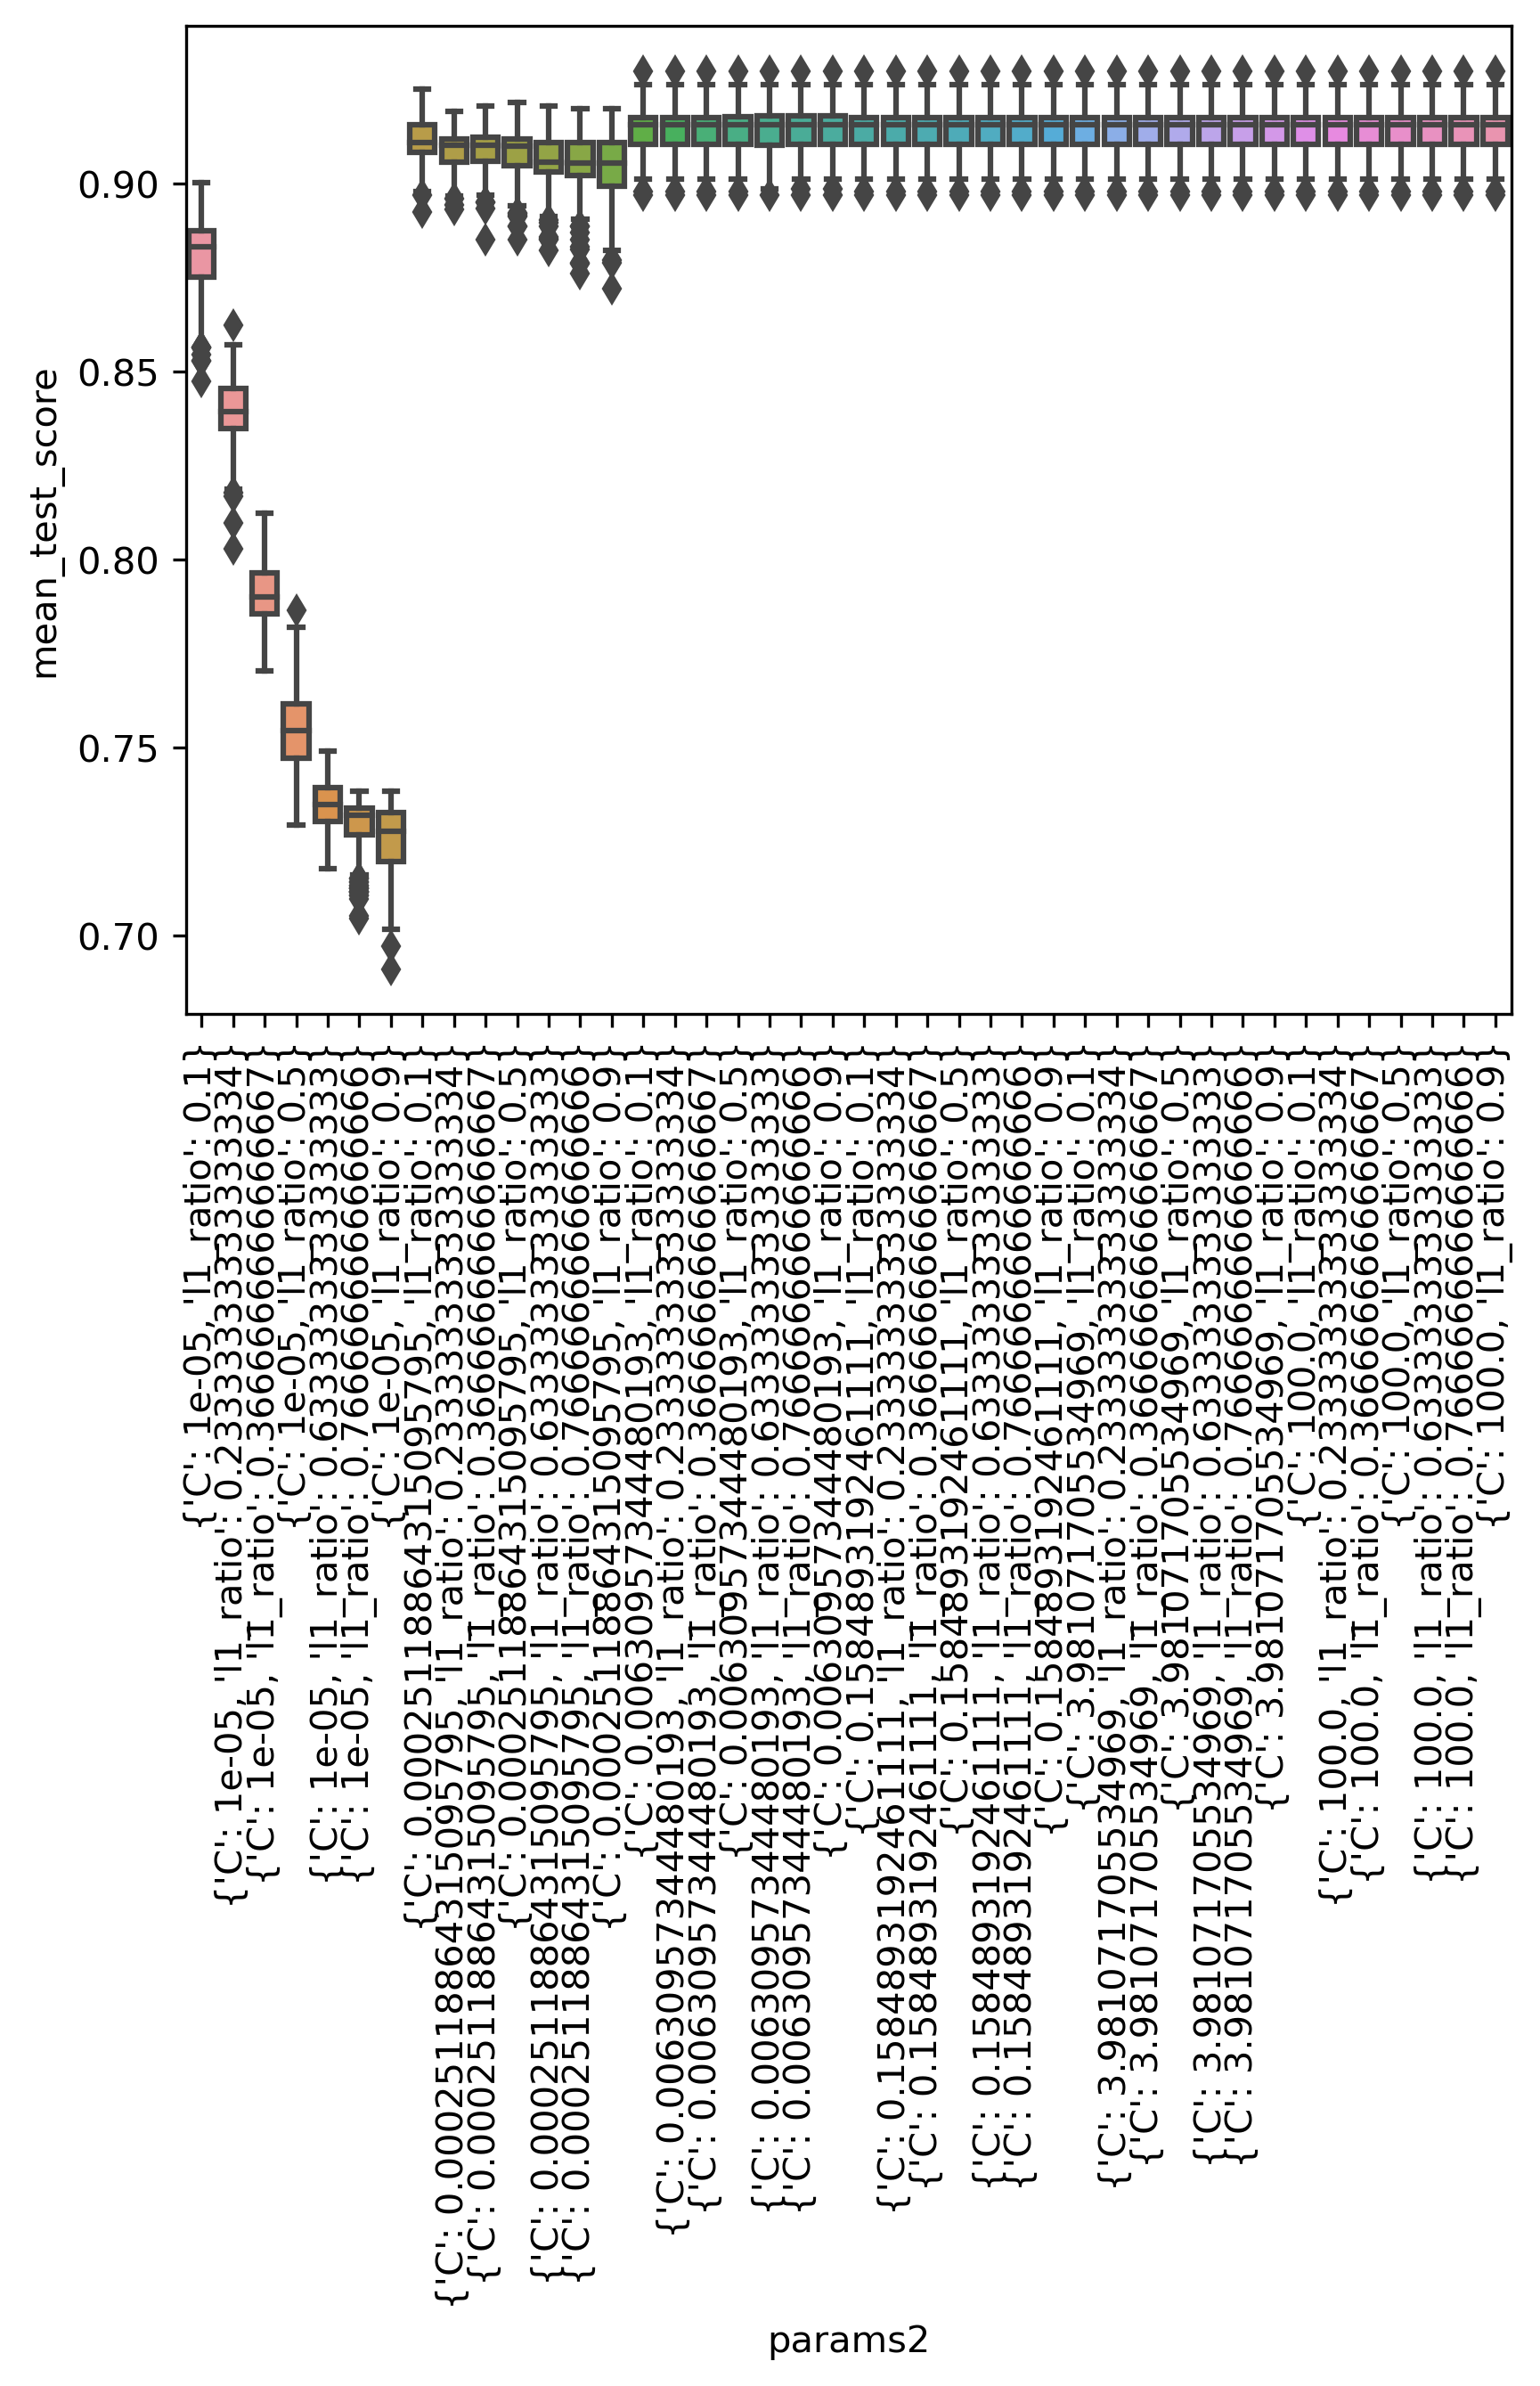 mean_test_score
0.90
0.85
0.80
0.75
0.70
{'C': 1e-05, 'l1_ratio': 0.1}
{'C': 1e-05, 'l1_ratio': 0.23333333333333334}
{'C': 1e-05, 'l1_ratio': 0.3666666666666667}
{'C': 1e-05, 'l1_ratio': 0.5}
{'C': 1e-05, 'l1_ratio': 0.6333333333333333}
{'C': 1e-05, 'l1_ratio': 0.7666666666666666}
{'C': 1e-05, 'l1_ratio': 0.9}
{'C': 0.00025118864315095795, 'l1_ratio': 0.1}
{'C': 0.00025118864315095795, 'l1_ratio': 0.23333333333333334}
{'C': 0.00025118864315095795, 'l1_ratio': 0.3666666666666667}
{'C': 0.00025118864315095795, 'l1_ratio': 0.5}
{'C': 0.00025118864315095795, 'l1_ratio': 0.6333333333333333}
{'C': 0.00025118864315095795, 'l1_ratio': 0.7666666666666666}
{'C': 0.00025118864315095795, 'l1_ratio': 0.9}
{'C': 0.00630957344480193, 'l1_ratio': 0.1}
{'C': 0.00630957344480193, 'l1_ratio': 0.23333333333333334}
{'C': 0.00630957344480193, 'l1_ratio': 0.3666666666666667}
{'C': 0.00630957344480193, 'l1_ratio': 0.5}
{'C': 0.00630957344480193, 'l1_ratio': 0.6333333333333333}
{'C': 0.00630957344480193, 'l1_ratio': 0.7666666666666666}
{'C': 0.00630957344480193, 'l1_ratio': 0.9}
{'C': 0.15848931924611111, 'l1_ratio': 0.1}
{'C': 0.15848931924611111, 'l1_ratio': 0.23333333333333334}
{'C': 0.15848931924611111, 'l1_ratio': 0.3666666666666667}
{'C': 0.15848931924611111, 'l1_ratio': 0.5}
{'C': 0.15848931924611111, 'l1_ratio': 0.6333333333333333}
{'C': 0.15848931924611111, 'l1_ratio': 0.7666666666666666}
{'C': 0.15848931924611111, 'l1_ratio': 0.9}
{'C': 3.981071705534969, 'l1_ratio': 0.1}
{'C': 3.981071705534969, 'l1_ratio': 0.23333333333333334}
{'C': 3.981071705534969, 'l1_ratio': 0.3666666666666667}
{'C': 3.981071705534969, 'l1_ratio': 0.5}
{'C': 3.981071705534969, 'l1_ratio': 0.6333333333333333}
{'C': 3.981071705534969, 'l1_ratio': 0.7666666666666666}
{'C': 3.981071705534969, 'l1_ratio': 0.9}
{'C': 100.0, 'l1_ratio': 0.1}
{'C': 100.0, 'l1_ratio': 0.23333333333333334}
{'C': 100.0, 'l1_ratio': 0.3666666666666667}
{'C': 100.0, 'l1_ratio': 0.5}
{'C': 100.0, 'l1_ratio': 0.6333333333333333}
{'C': 100.0, 'l1_ratio': 0.7666666666666666}
{'C': 100.0, 'l1_ratio': 0.9}
params2